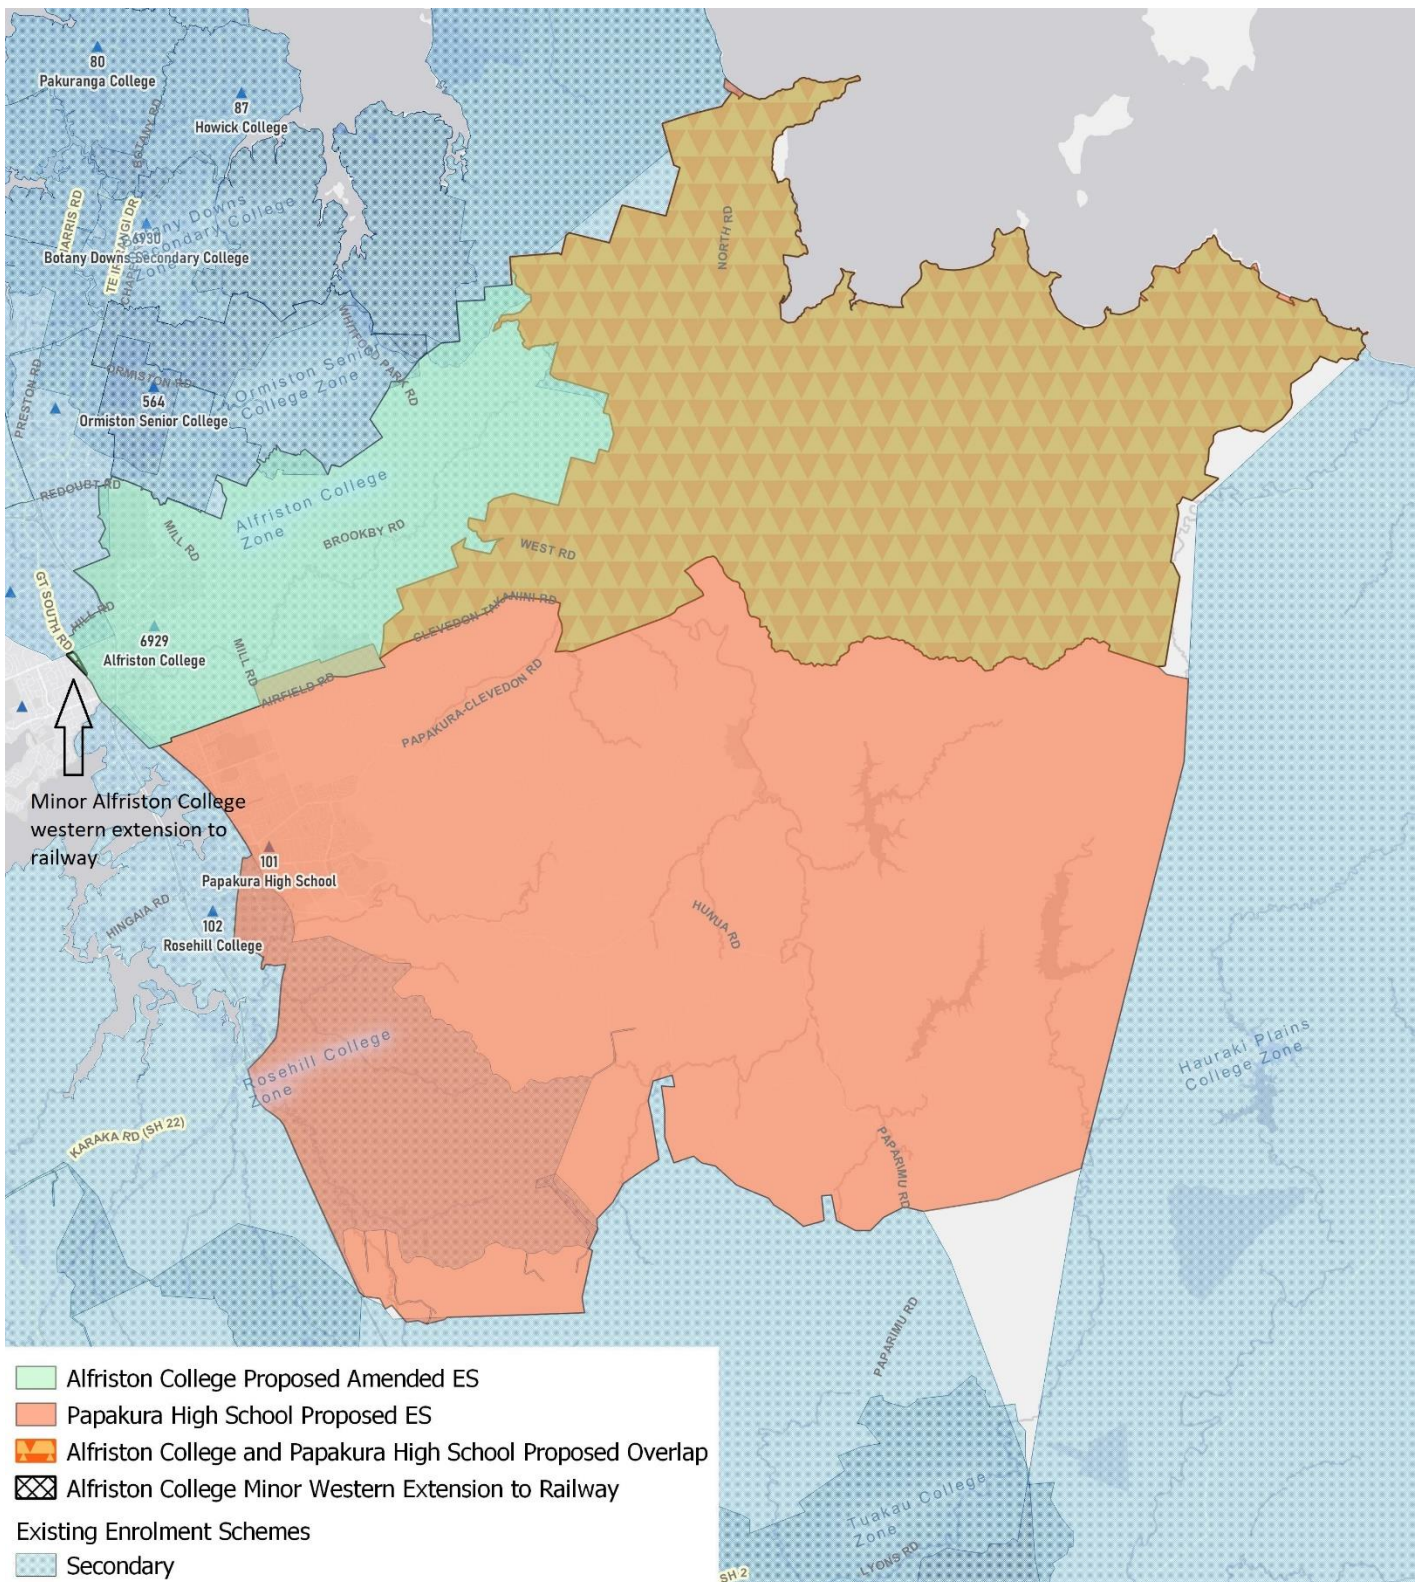 80
Pakuranga College
87
Howick College
BOTANY RD
HARRIS RD
TE IRIRANGI DR
6930
Botany Downs Secondary College
Botany Downs
Secondary College
Zone
NORTH RD
WHITFORD PARK RD
PRESTON RD
ORMISTON RD
564
Ormiston Senior College
Ormiston Senior
College Zone
REDOUBT RD
MILL RD
Alfriston College
Zone
BROOKBY RD
WEST RD
GT SOUTH RD
HILL RD
6929
Alfriston College
MILL RD
CLEVEDON TAKANINI RD
AIRFIELD RD
PAPAKURA-CLEVEDON RD
Minor Alfriston College
western extension to
railway
101
Papakura High School
102
Rosehill College
HINGAIA RD
HUNUA RD
Rosehill College
Zone
Hauraki Plains
College Zone
KARAKA RD (SH 22)
PAPARIMU RD
PAPARIMU RD
Tuakau College
Zone
LYONS RD
SH 2
Alfriston College Proposed Amended ES
Papakura High School Proposed ES
Alfriston College and Papakura High School Proposed Overlap
Alfriston College Minor Western Extension to Railway
Existing Enrolment Schemes
Secondary